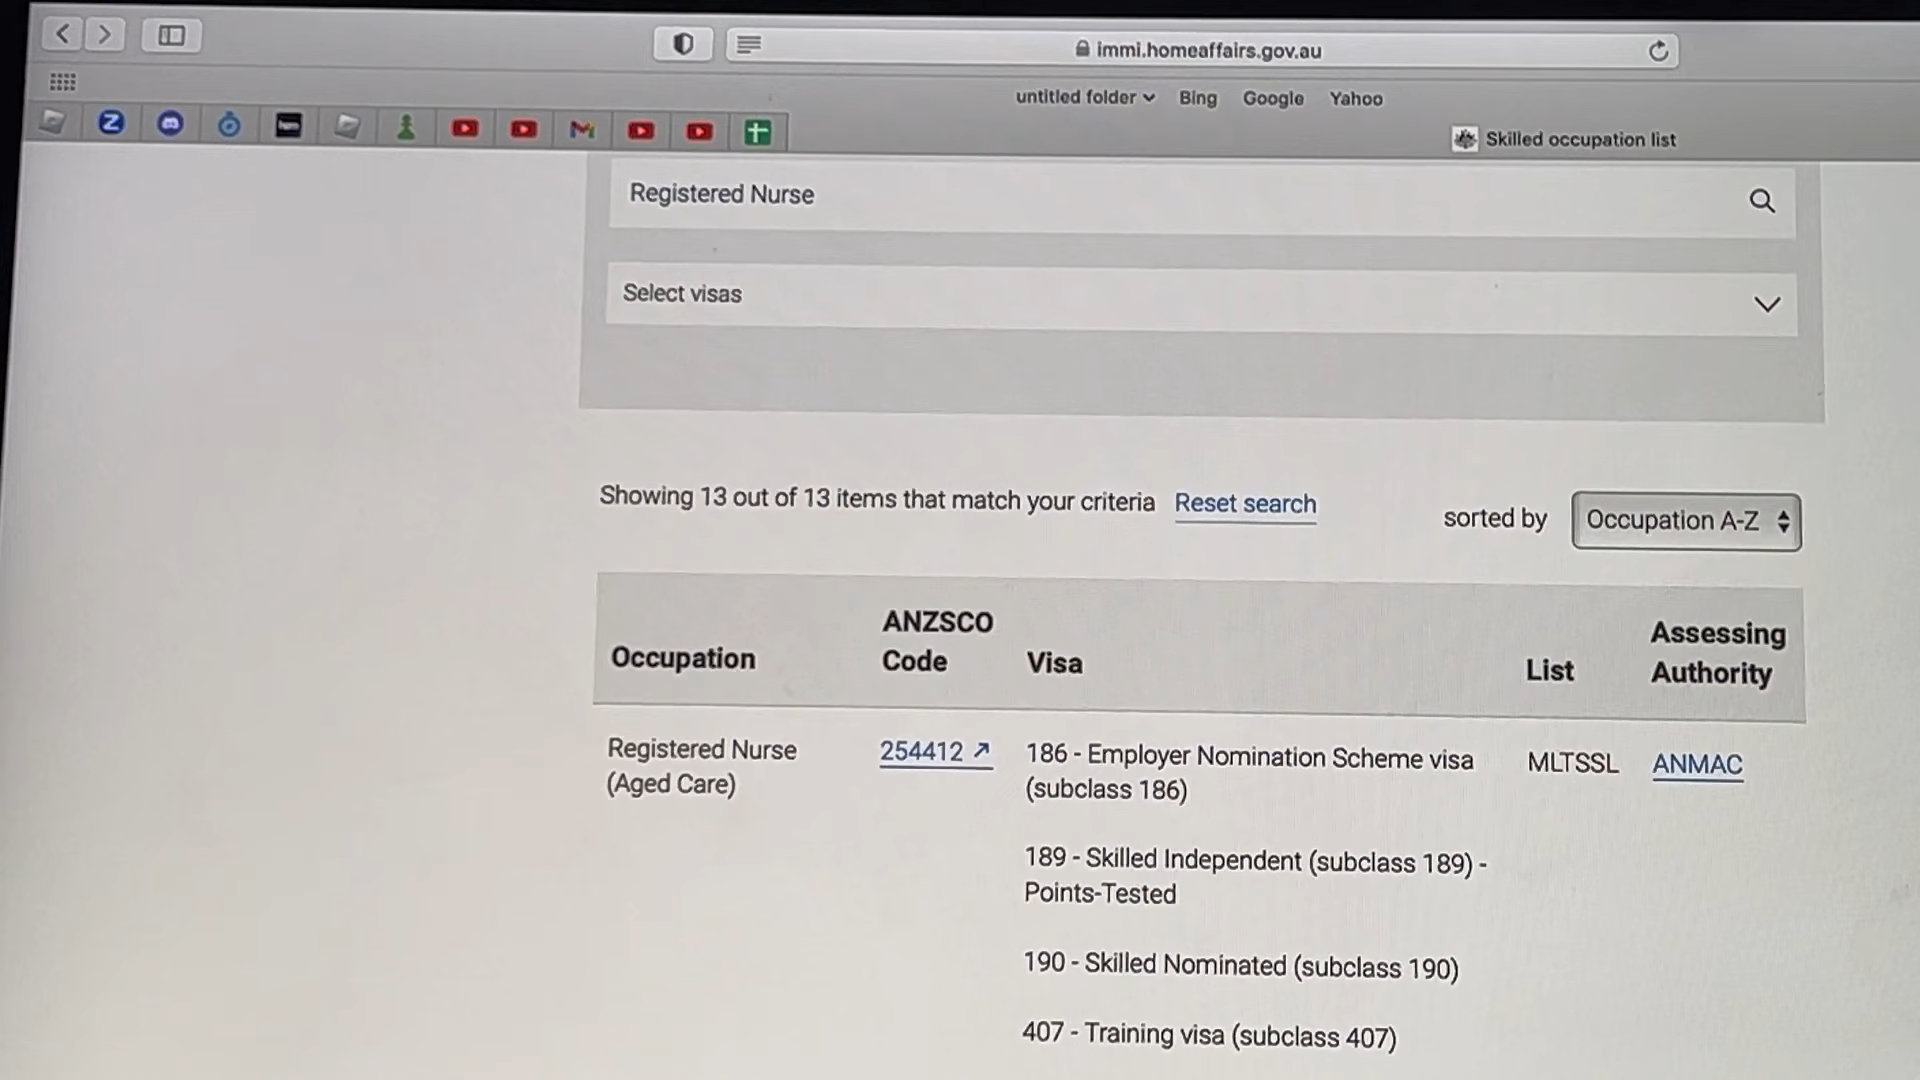 immi.homeaffairs.gov.au
untitled folder Bing Google Yahoo
Skilled occupation list
Registered Nurse
Select visas
Showing 13 out of 13 items that match your criteria Reset search
sorted by Occupation A-Z
Occupation ANZSCO Code Visa List Assessing Authority
Registered Nurse (Aged Care) 254412 186 - Employer Nomination Scheme visa (subclass 186) MLTSSL ANMAC
189 - Skilled Independent (subclass 189) -
Points-Tested
190 - Skilled Nominated (subclass 190)
407 - Training visa (subclass 407)